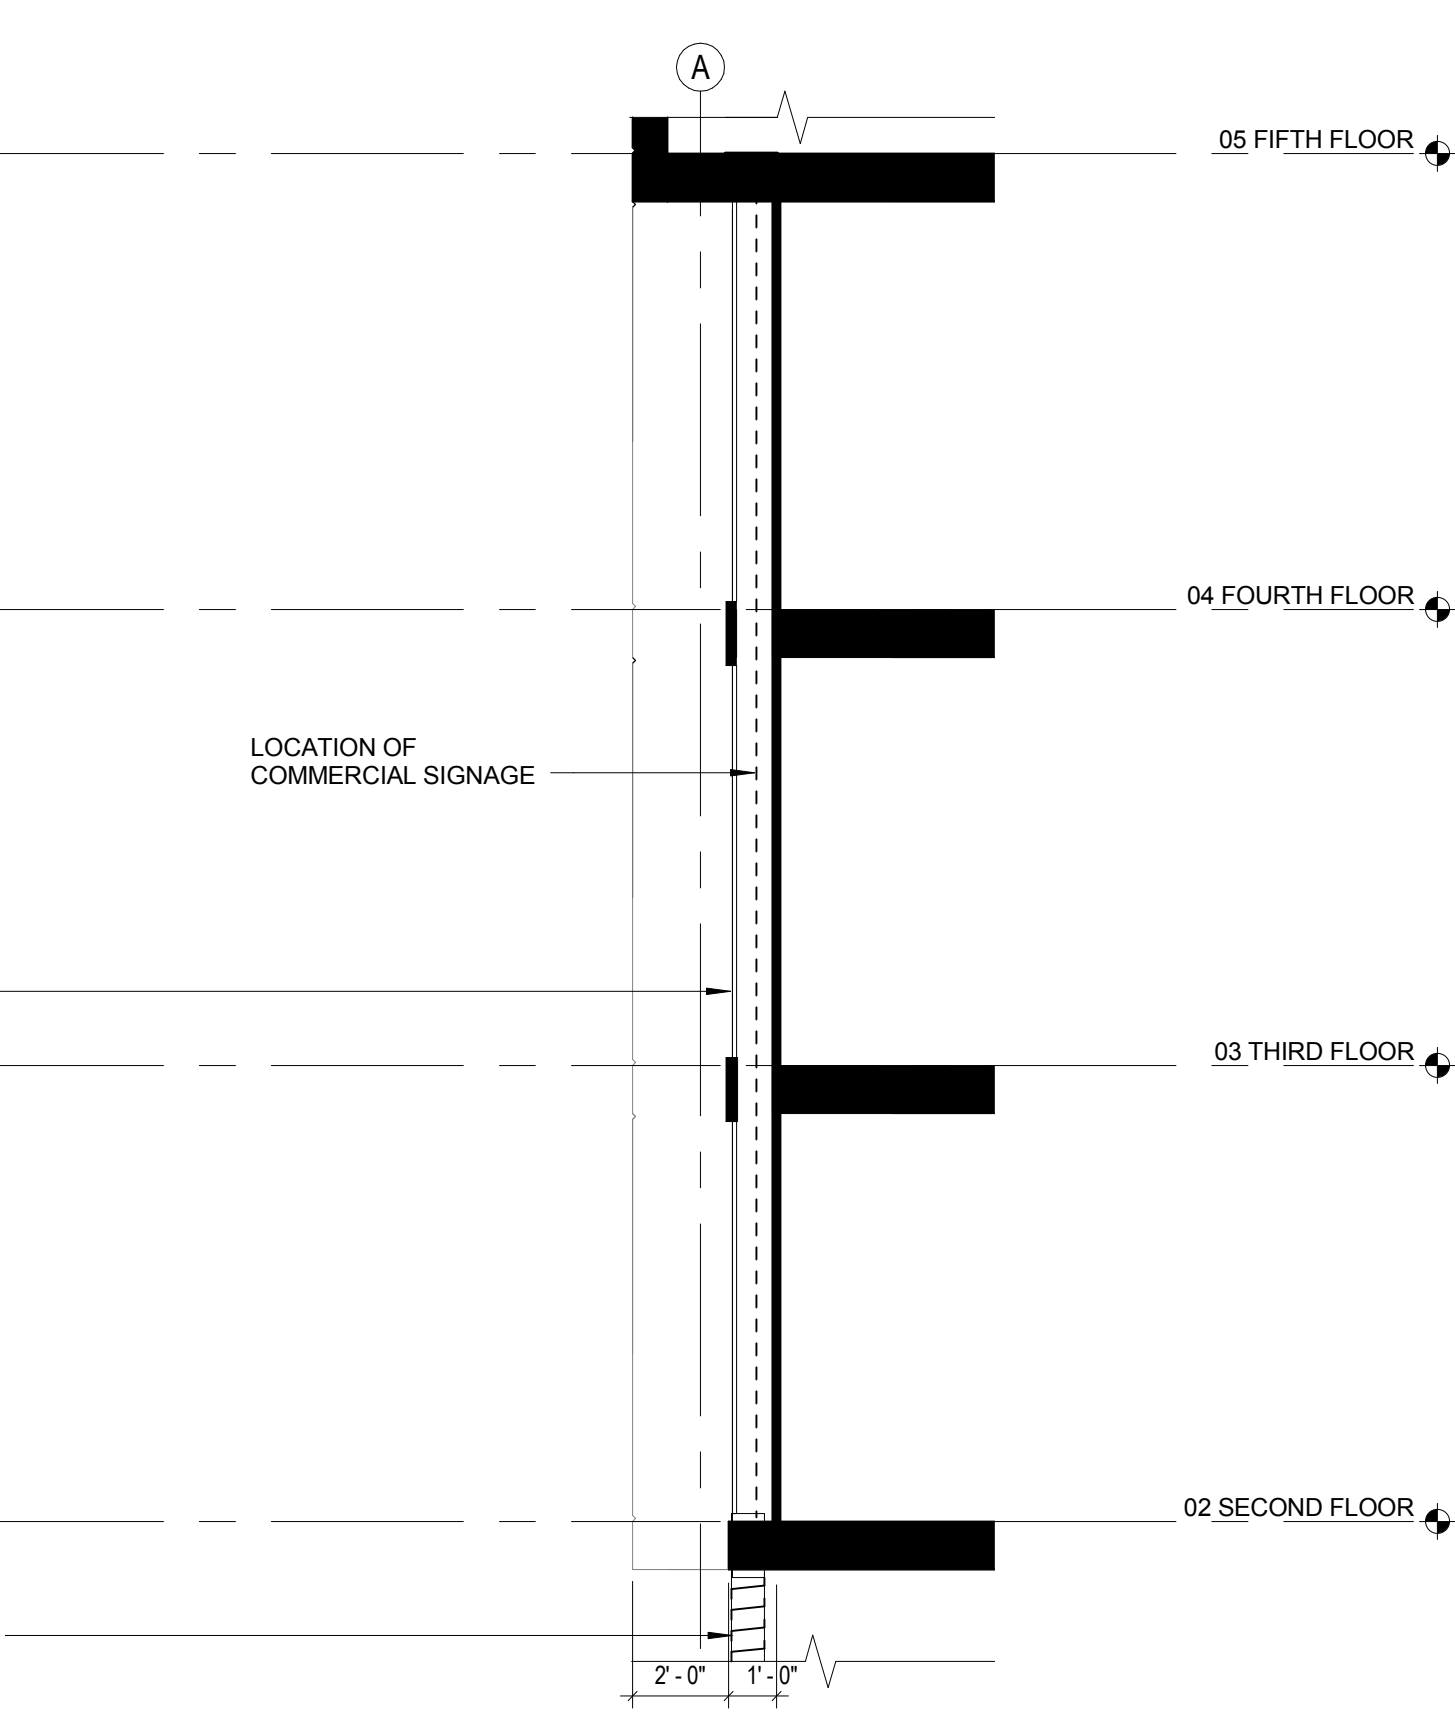 A
05 FIFTH FLOOR
04 FOURTH FLOOR
LOCATION OF
COMMERCIAL SIGNAGE
03 THIRD FLOOR
02 SECOND FLOOR
2' - 0"
1' - 0"